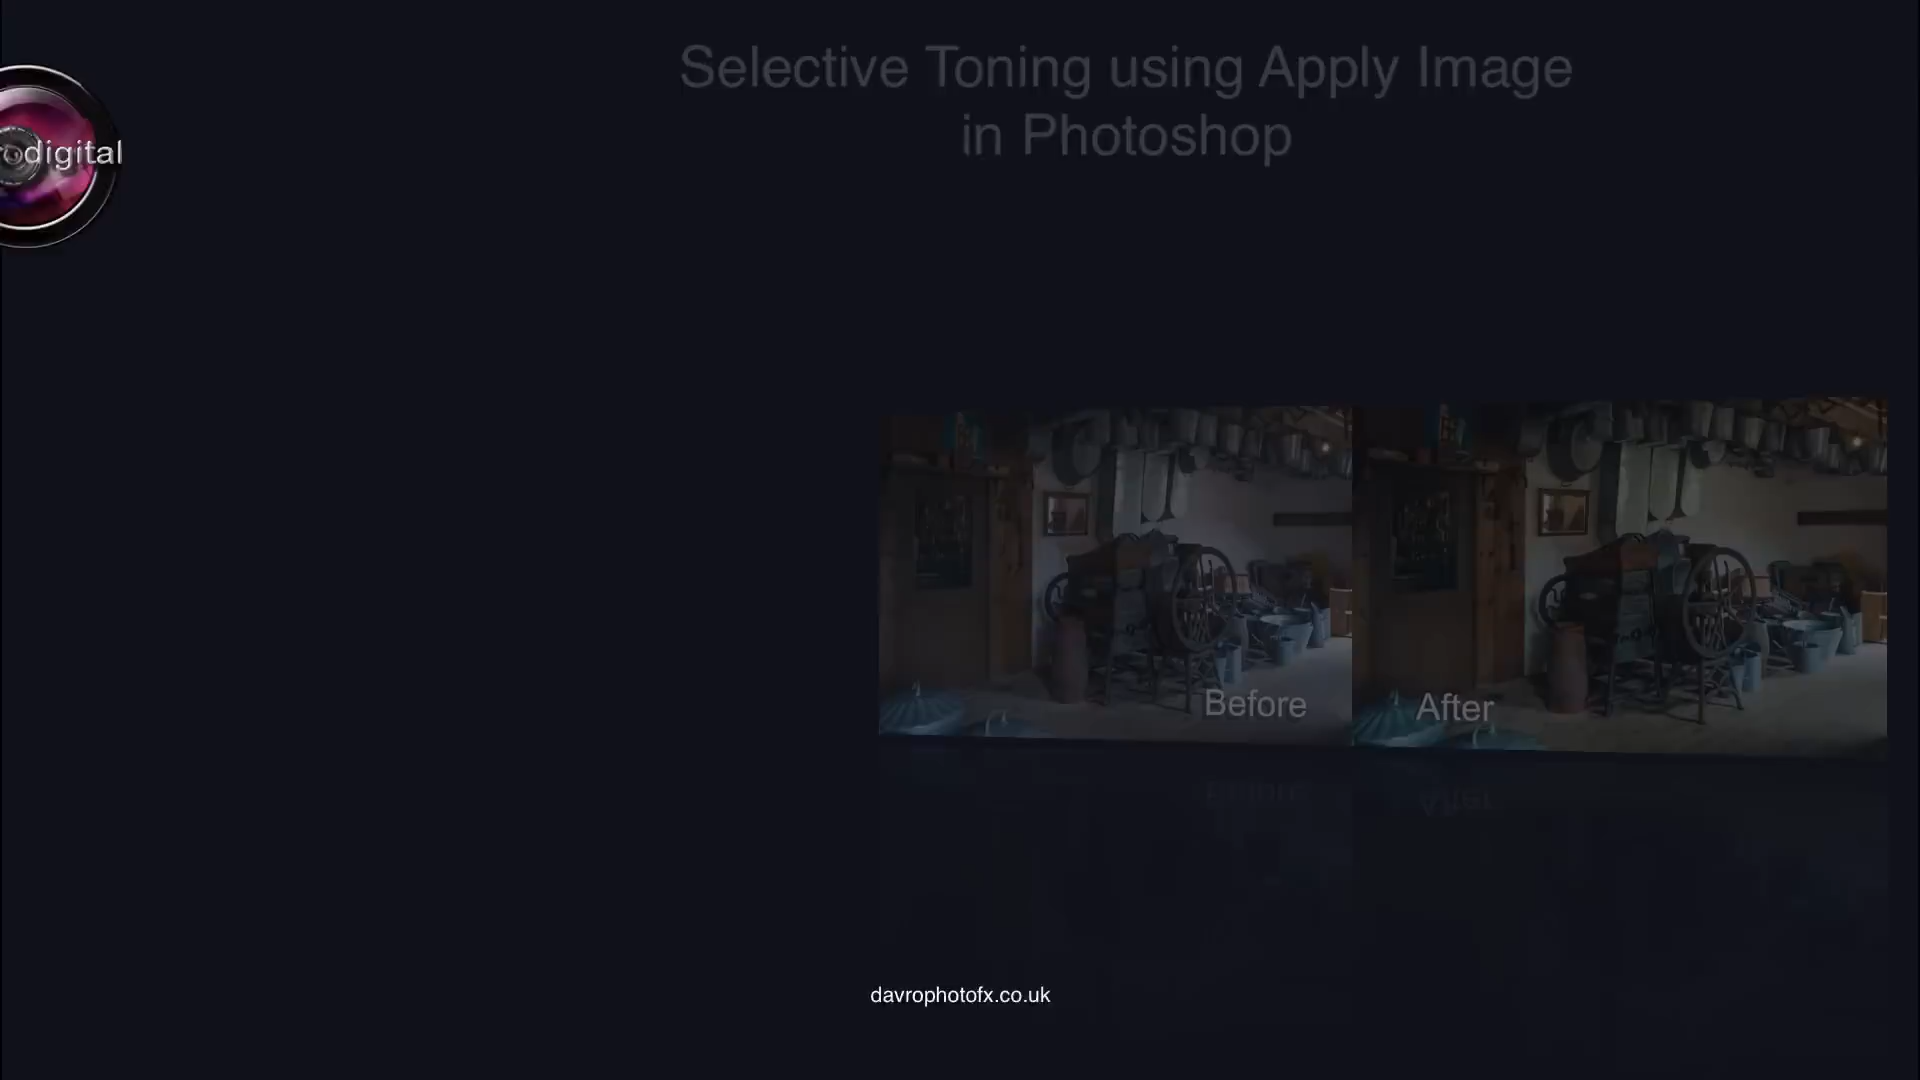 Selective Toning using Apply Image
in Photoshop
digital
Before
After
davrophotofx.co.uk